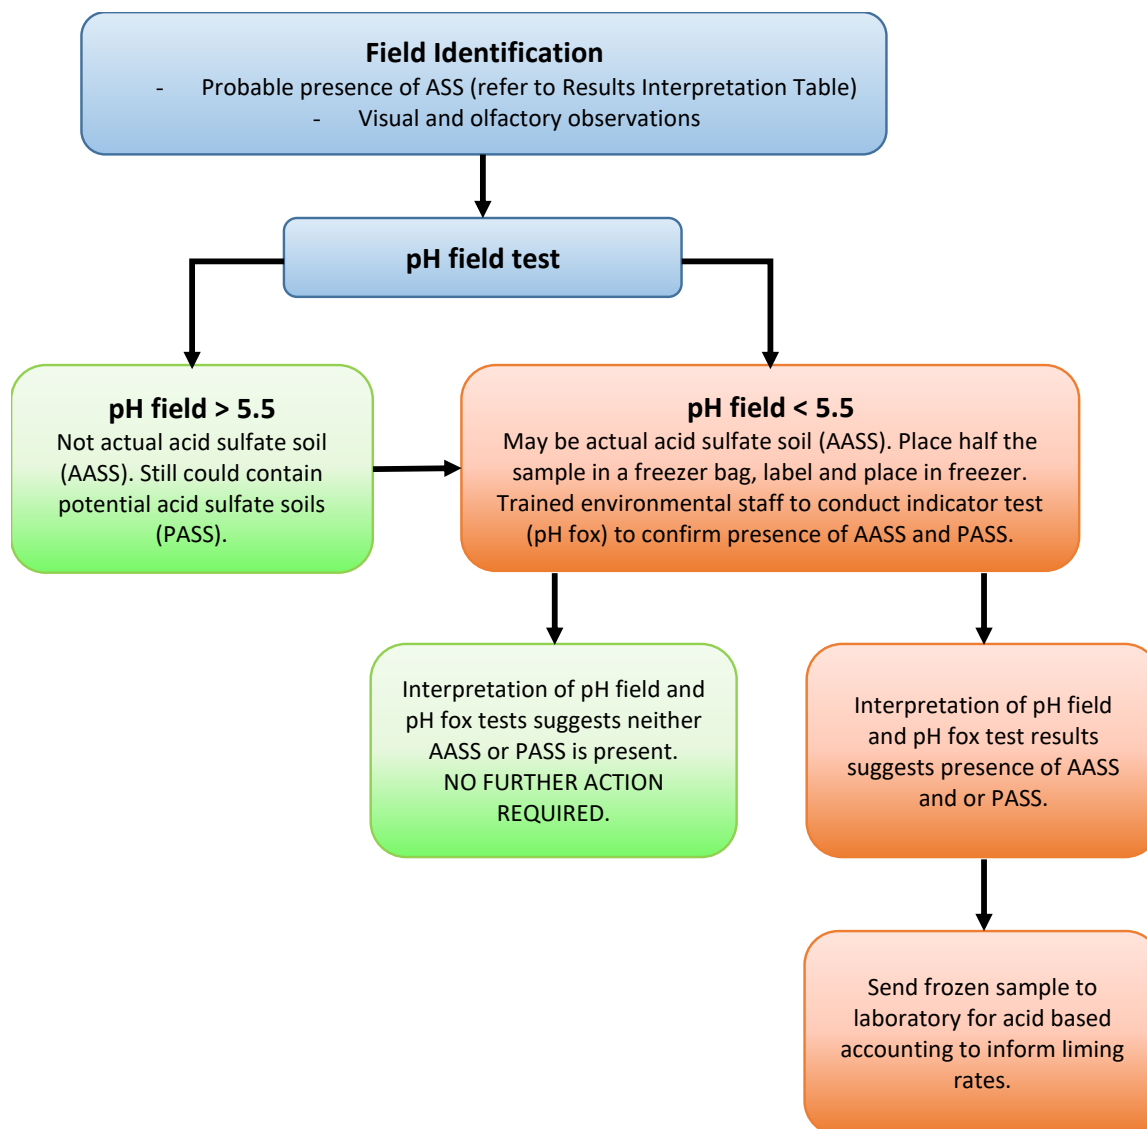 Field Identification
- Probable presence of ASS (refer to Results Interpretation Table)
- Visual and olfactory observations
pH field test
pH field > 5.5
Not actual acid sulfate soil
(AASS). Still could contain
potential acid sulfate soils
(PASS).
pH field < 5.5
May be actual acid sulfate soil (AASS). Place half the
sample in a freezer bag, label and place in freezer.
Trained environmental staff to conduct indicator test
(pH fox) to confirm presence of AASS and PASS.
Interpretation of pH field and
pH fox tests suggests neither
AASS or PASS is present.
NO FURTHER ACTION
REQUIRED.
Interpretation of pH field
and pH fox test results
suggests presence of AASS
and or PASS.
Send frozen sample to
laboratory for acid based
accounting to inform liming
rates.